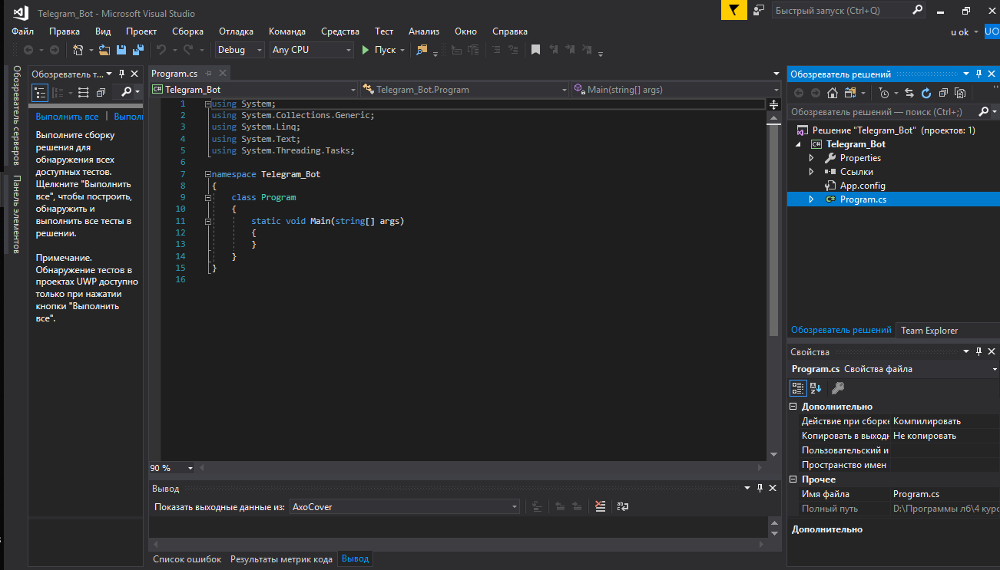 Telegram_Bot - Microsoft Visual Studio
Быстрый запуск (Ctrl+Q)
Файл Правка Вид Проект Сборка Отладка Команда Средства Тест Анализ Окно Справка
u ok UO
Debug Any CPU Пуск
Обозреватель серверов
Панель элементов
Обозреватель т...
Выполнить все | Выполн
Выполните сборку
решения для
обнаружения всех
доступных тестов.
Щелкните "Выполнить
все", чтобы построить,
обнаружить и
выполнить все тесты в
решении.
Примечание.
Обнаружение тестов в
проектах UWP доступно
только при нажатии
кнопки "Выполнить
все".
Program.cs
Telegram_Bot Telegram_Bot.Program Main(string[] args)
1 using System;
2 using System.Collections.Generic;
3 using System.Linq;
4 using System.Text;
5 using System.Threading.Tasks;
6
7 namespace Telegram_Bot
8 {
9 class Program
10 {
11 static void Main(string[] args)
12 {
13 }
14 }
15 }
16
90 %
Вывод
Показать выходные данные из: AxoCover
Список ошибок Результаты метрик кода Вывод
Обозреватель решений
Обозреватель решений — поиск (Ctrl+;)
Решение "Telegram_Bot" (проектов: 1)
C# Telegram_Bot
Properties
Ссылки
App.config
C# Program.cs
Обозреватель решений Team Explorer
Свойства
Program.cs Свойства файла
Дополнительно
Действие при сборке Компилировать
Копировать в выходн Не копировать
Пользовательский и
Пространство имен
Прочее
Имя файла Program.cs
Полный путь D:\Программы лб\4 курс
Дополнительно